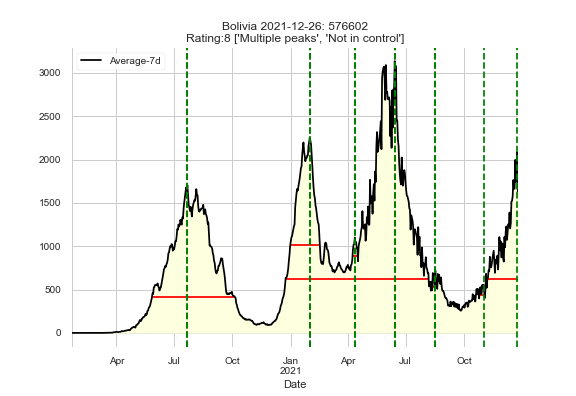 Bolivia 2021-12-26: 576602
Rating:8 ['Multiple peaks', 'Not in control']
Average-7d
3000
2500
2000
1500
1000
500
0
Apr Jul Oct Jan Apr Jul Oct
2021
Date